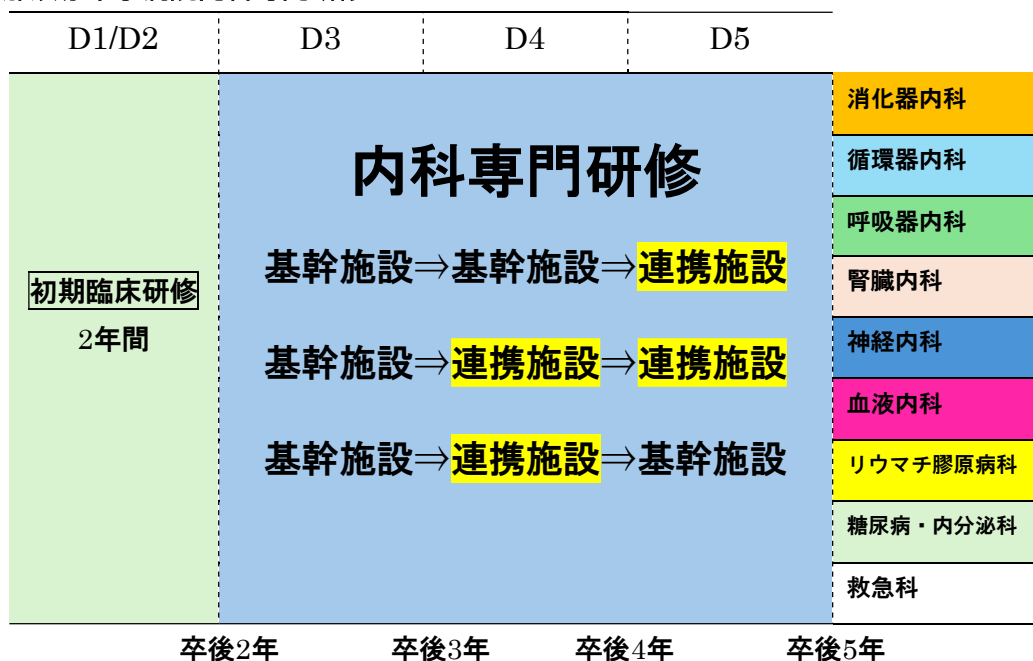 D1/D2 D3 D4 D5
内科専門研修
基幹施設⇒基幹施設⇒連携施設
基幹施設⇒連携施設⇒連携施設
基幹施設⇒連携施設⇒基幹施設
初期臨床研修
2年間
消化器内科
循環器内科
呼吸器内科
腎臓内科
神経内科
血液内科
リウマチ膠原病科
糖尿病・内分泌科
救急科
卒後2年 卒後3年 卒後4年 卒後5年